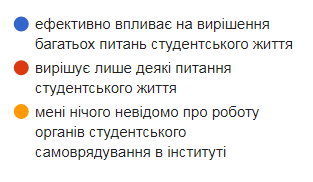 ефективно впливає на вирішення
багатьох питань студентського життя
вирішує лише деякі питання
студентського життя
мені нічого невідомо про роботу
органів студентського
самоврядування в інституті